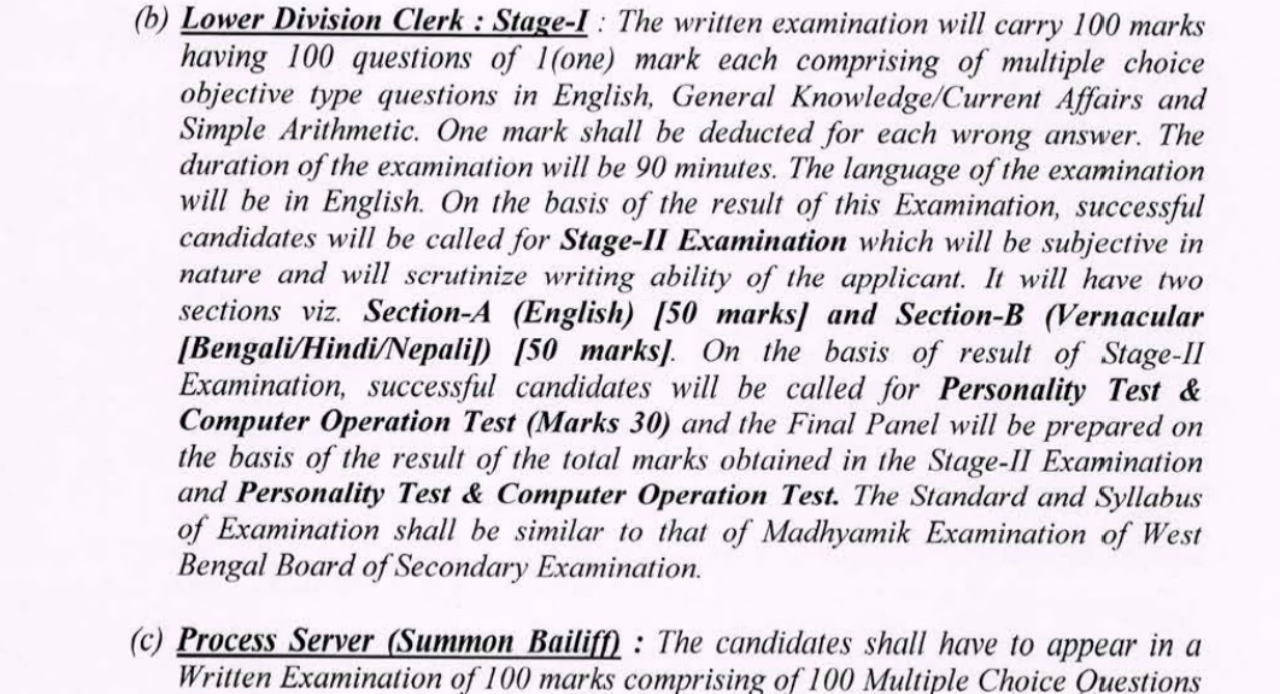 (b) Lower Division Clerk : Stage-I : The written examination will carry 100 marks
having 100 questions of 1(one) mark each comprising of multiple choice
objective type questions in English, General Knowledge/Current Affairs and
Simple Arithmetic. One mark shall be deducted for each wrong answer. The
duration of the examination will be 90 minutes. The language of the examination
will be in English. On the basis of the result of this Examination, successful
candidates will be called for Stage-II Examination which will be subjective in
nature and will scrutinize writing ability of the applicant. It will have two
sections viz. Section-A (English) [50 marks] and Section-B (Vernacular
[Bengali/Hindi/Nepali]) [50 marks]. On the basis of result of Stage-II
Examination, successful candidates will be called for Personality Test &
Computer Operation Test (Marks 30) and the Final Panel will be prepared on
the basis of the result of the total marks obtained in the Stage-II Examination
and Personality Test & Computer Operation Test. The Standard and Syllabus
of Examination shall be similar to that of Madhyamik Examination of West
Bengal Board of Secondary Examination.
(c) Process Server (Summon Bailiff) : The candidates shall have to appear in a
Written Examination of 100 marks comprising of 100 Multiple Choice Questions